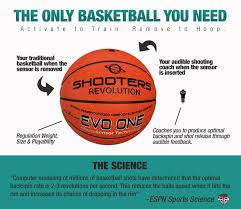 THE ONLY BASKETBALL YOU NEED
Activate to Train   Remove to Hoop.
Your traditional
basketball when the
sensor is removed
Your audible shooting
coach when the sensor
is inserted
SHOOTERS
REVOLUTION
EVO ONE
Sensor
Regulation Weight,
Size & Playability
Coaches you to produce optimal
backspin and shot release through
audible feedback.
THE SCIENCE
"Computer modeling of millions of basketball shots have determined that the optimal
backspin rate is 2-3 revolutions per second. This reduces the balls speed when it hits the
rim and increases its chance of dropping in the rim"
-ESPN Sports Science